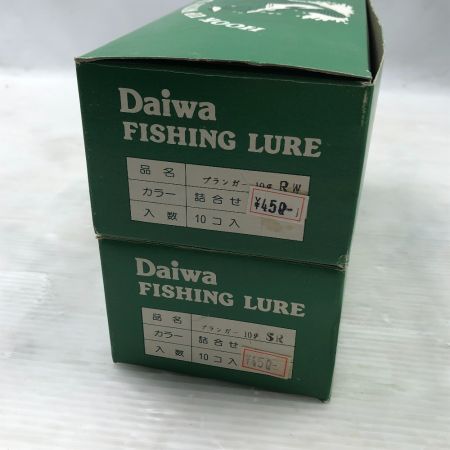 HOOK
Daiwa
FISHING LURE
品名 プランガー 10g RW
カラー 詰合せ ¥450-
入数 10コ入
Daiwa
FISHING LURE
品名 プランガー 10g SR
カラー 詰合せ
入数 10コ入 ¥450-